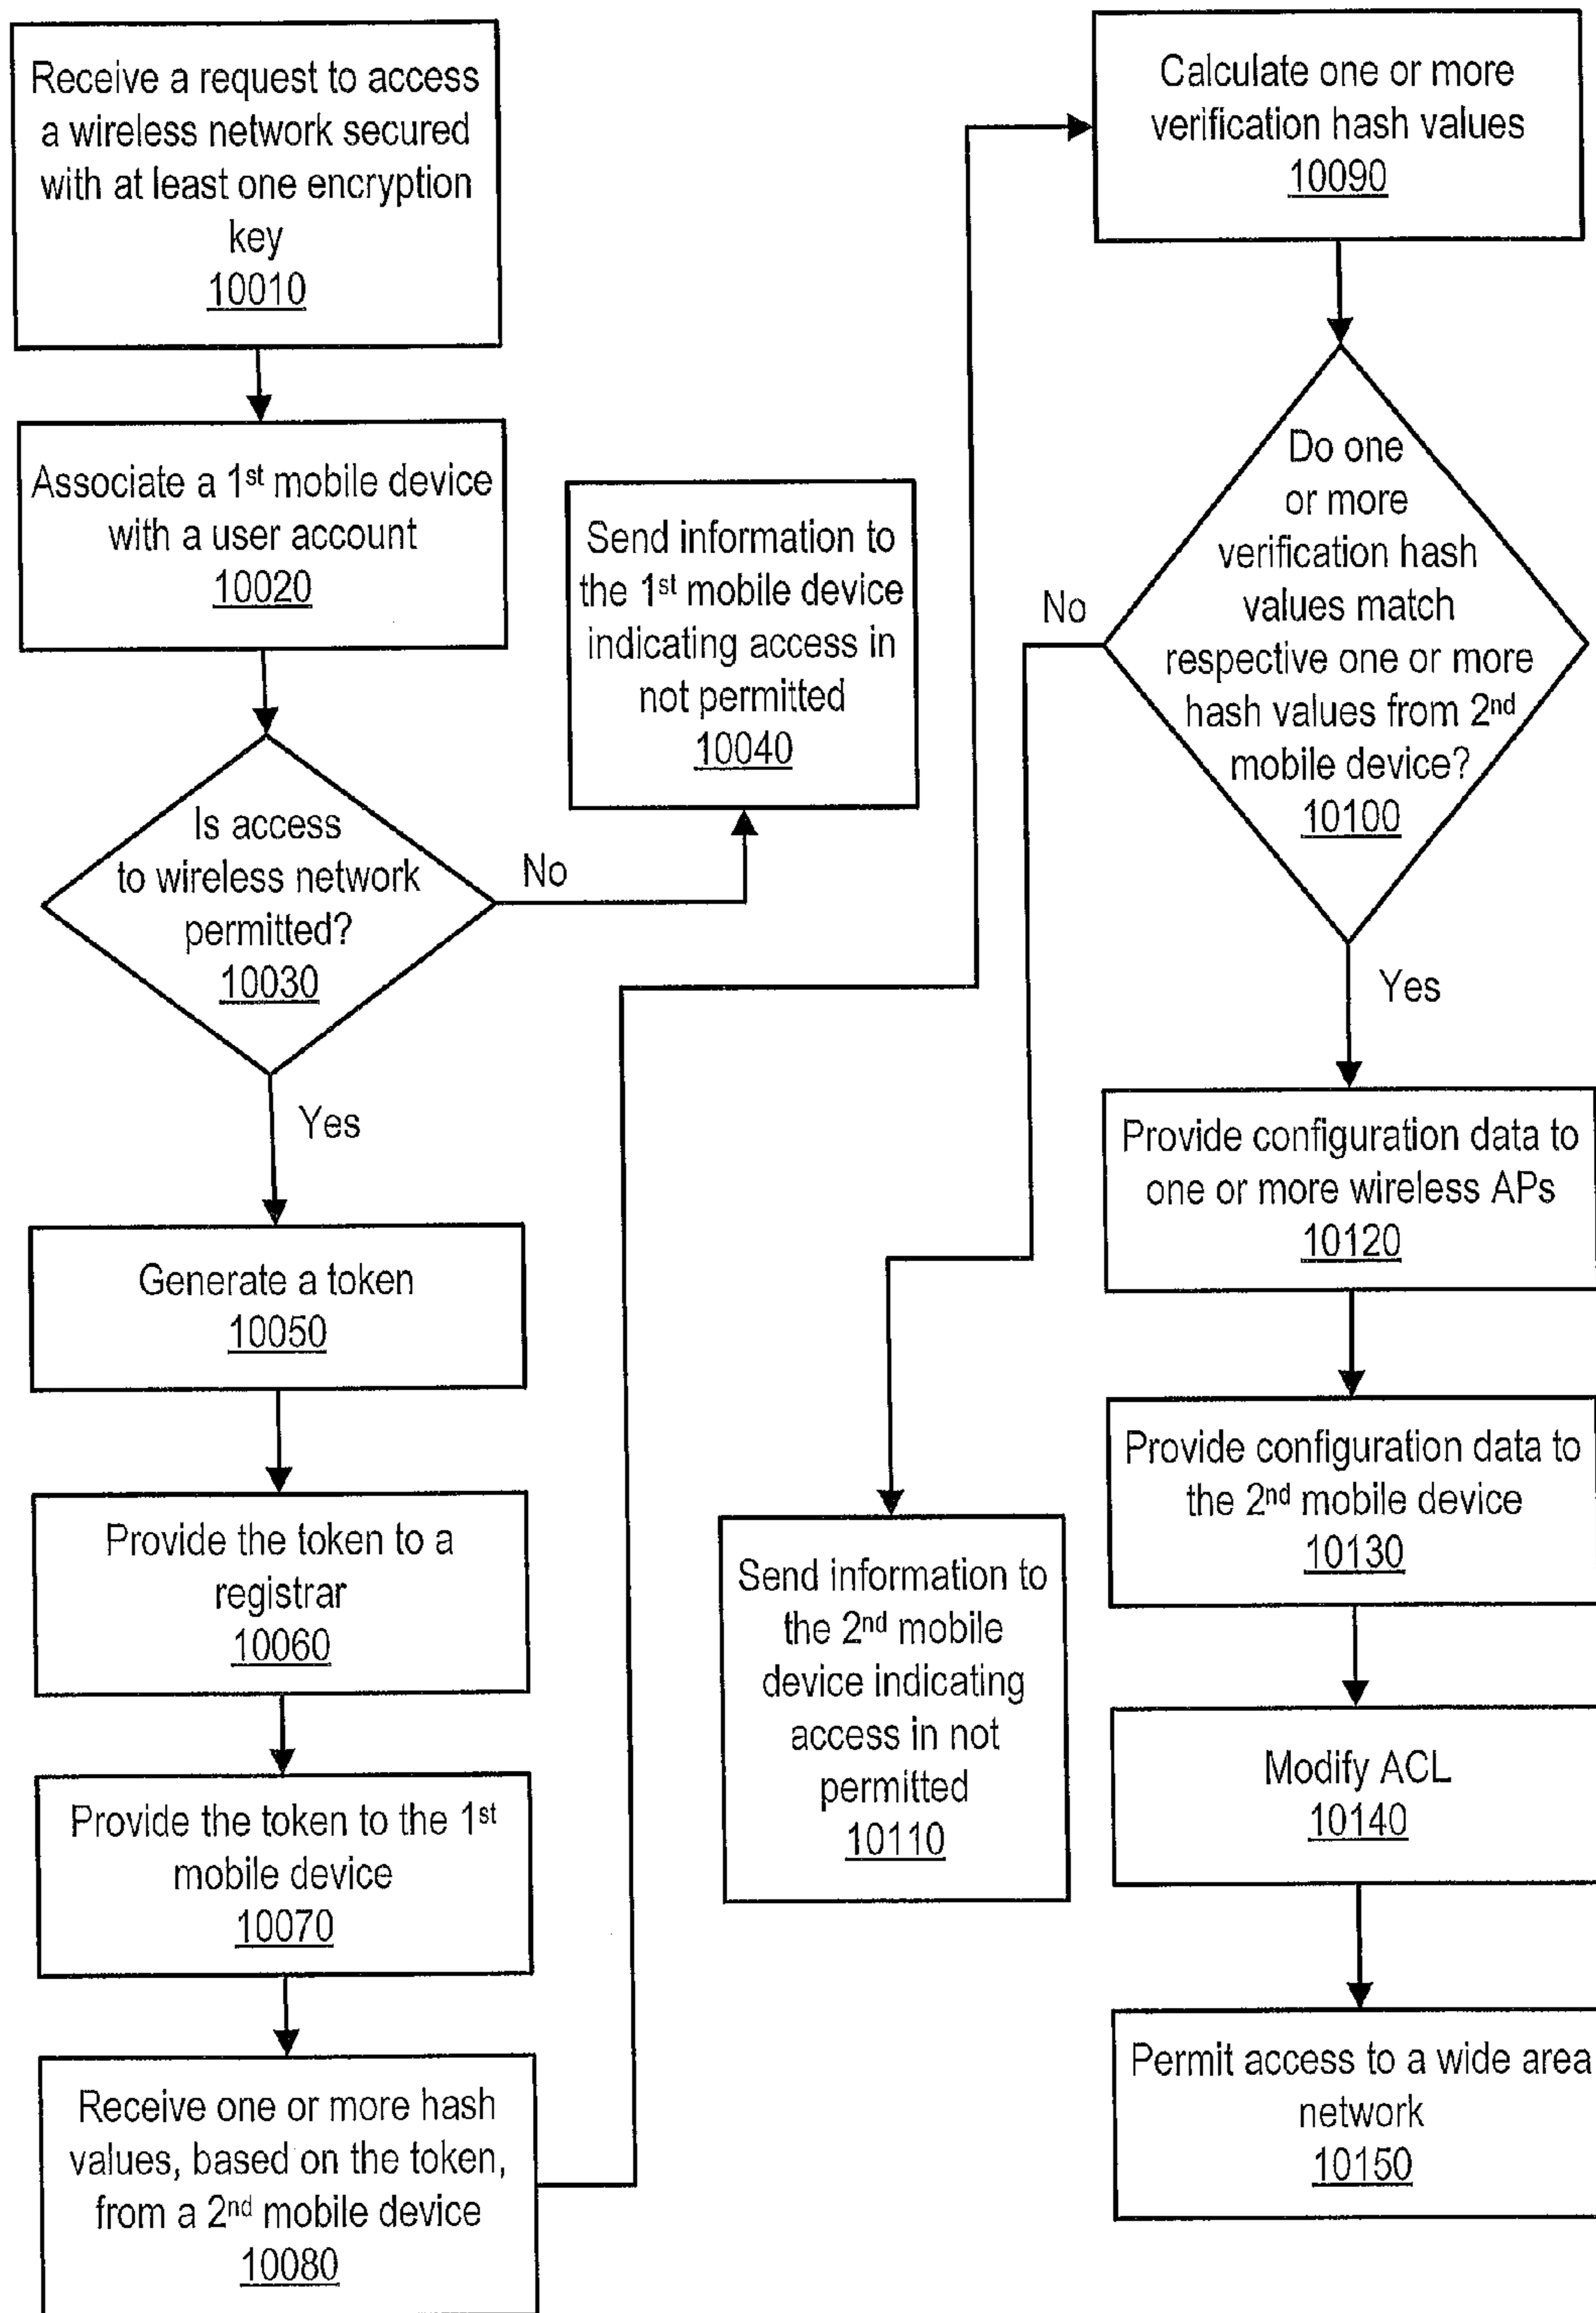 Receive a request to access
a wireless network secured
with at least one encryption
key
10010
Associate a 1st mobile device
with a user account
10020
Is access
to wireless network
permitted?
10030
No
Send information to
the 1st mobile device
indicating access in
not permitted
10040
Yes
Generate a token
10050
Provide the token to a
registrar
10060
Provide the token to the 1st
mobile device
10070
Receive one or more hash
values, based on the token,
from a 2nd mobile device
10080
Calculate one or more
verification hash values
10090
Do one
or more
verification hash
values match
respective one or more
hash values from 2nd
mobile device?
10100
No
Send information to
the 2nd mobile
device indicating
access in not
permitted
10110
Yes
Provide configuration data to
one or more wireless APs
10120
Provide configuration data to
the 2nd mobile device
10130
Modify ACL
10140
Permit access to a wide area
network
10150